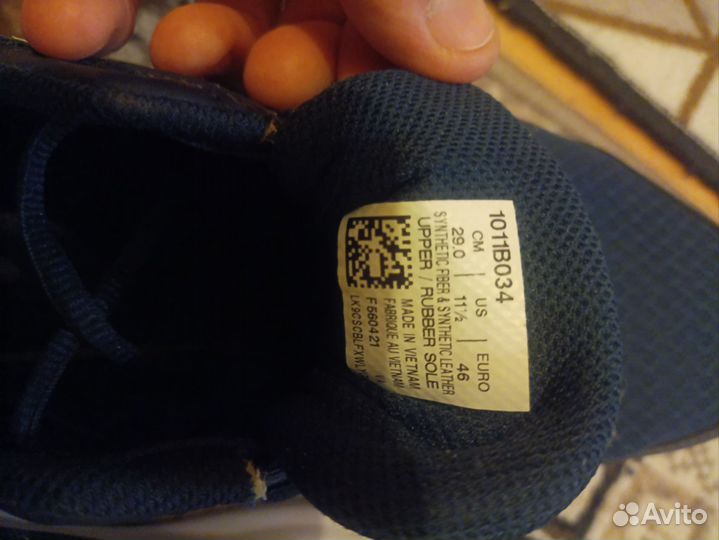 1011B034
CM | US | EURO
29.0 | 11½ | 46
SYNTHETIC FIBER & SYNTHETIC LEATHER
UPPER / RUBBER SOLE
MADE IN VIETNAM
FABRIQUE AU VIETNAM
F560421
Avito